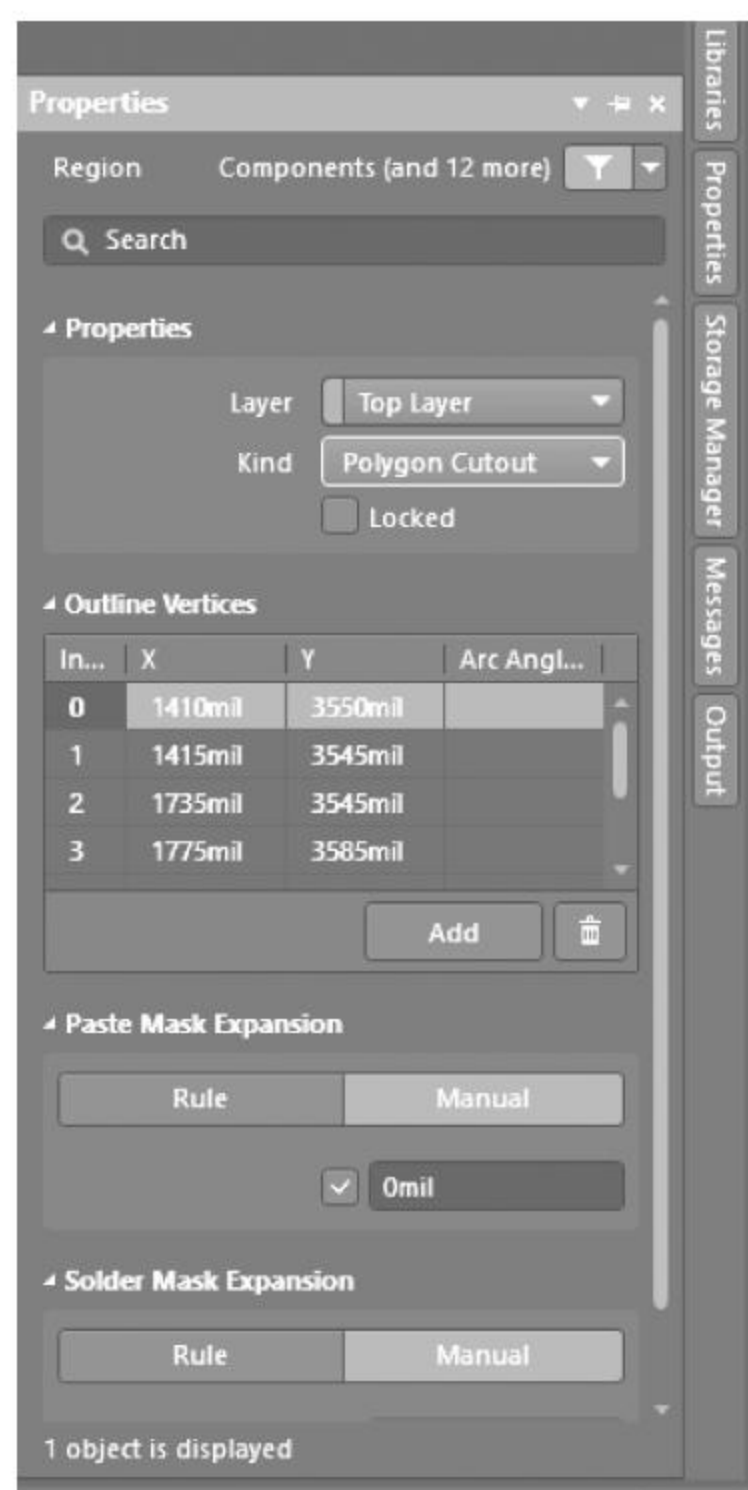 Properties
Region Components (and 12 more)
Search
Properties
Layer Top Layer
Kind Polygon Cutout
Locked
Outline Vertices
In... X Y Arc Angl...
0 1410mil 3550mil
1 1415mil 3545mil
2 1735mil 3545mil
3 1775mil 3585mil
Add
Paste Mask Expansion
Rule Manual
0mil
Solder Mask Expansion
Rule Manual
1 object is displayed
Libraries
Properties
Storage Manager
Messages
Output